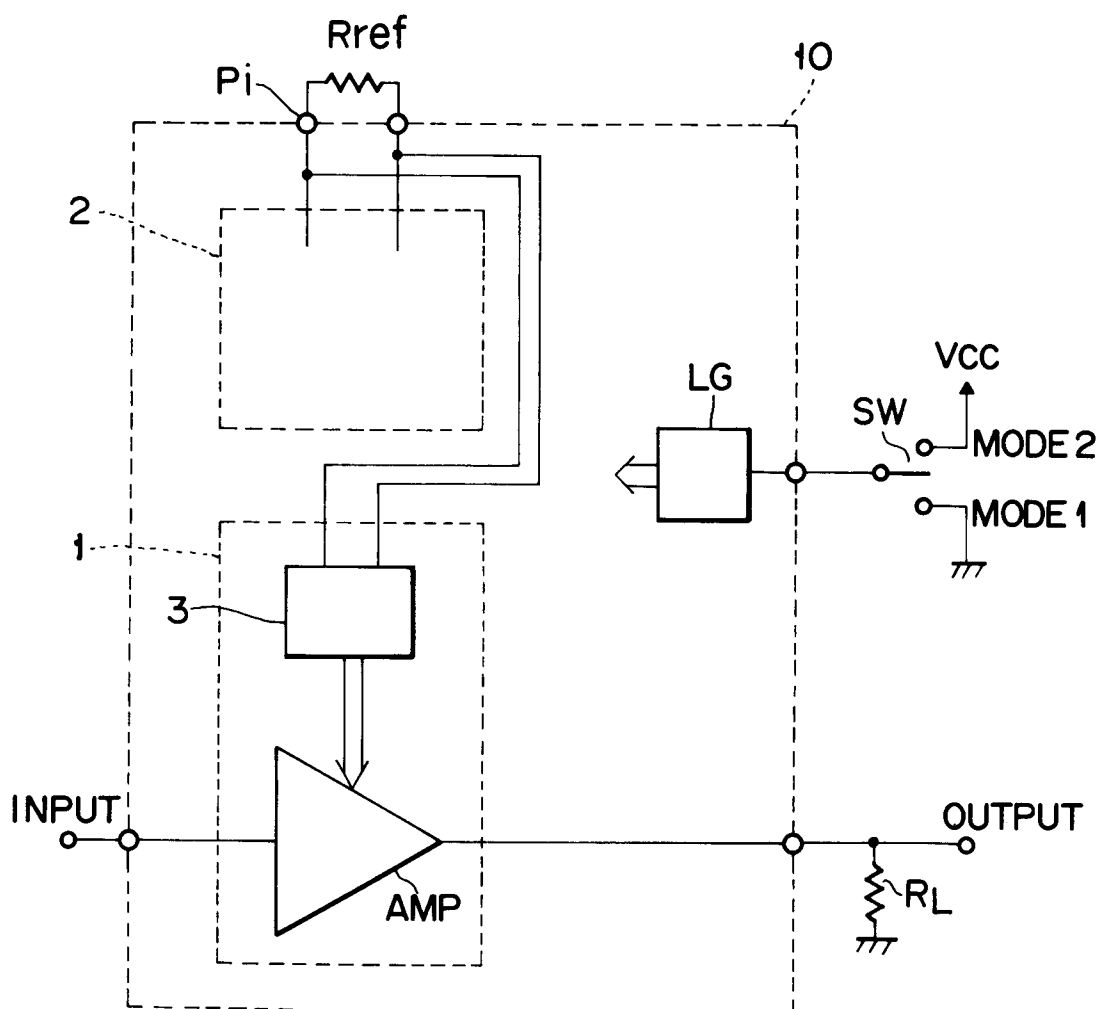 Rref
10
Pi
2
VCC
LG
SW
MODE 2
MODE 1
1
3
INPUT
OUTPUT
AMP
RL